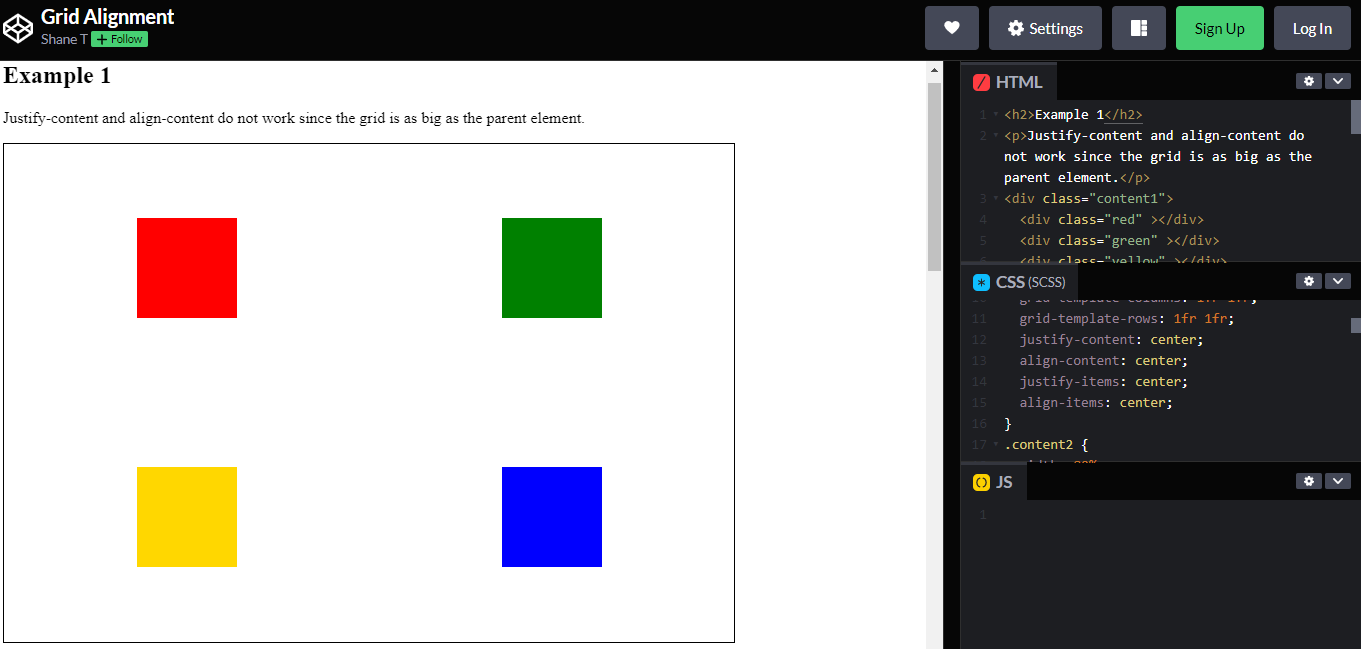 Grid Alignment
Shane T + Follow
Settings
Sign Up
Log In
Example 1
Justify-content and align-content do not work since the grid is as big as the parent element.
HTML
1 <h2>Example 1</h2>
2 <p>Justify-content and align-content do
not work since the grid is as big as the
parent element.</p>
3 <div class="content1">
4 <div class="red" ></div>
5 <div class="green" ></div>
6 <div class="yellow" ></div>
CSS (SCSS)
10 grid-template-columns: 1fr 1fr;
11 grid-template-rows: 1fr 1fr;
12 justify-content: center;
13 align-content: center;
14 justify-items: center;
15 align-items: center;
16 }
17 .content2 {
JS
1